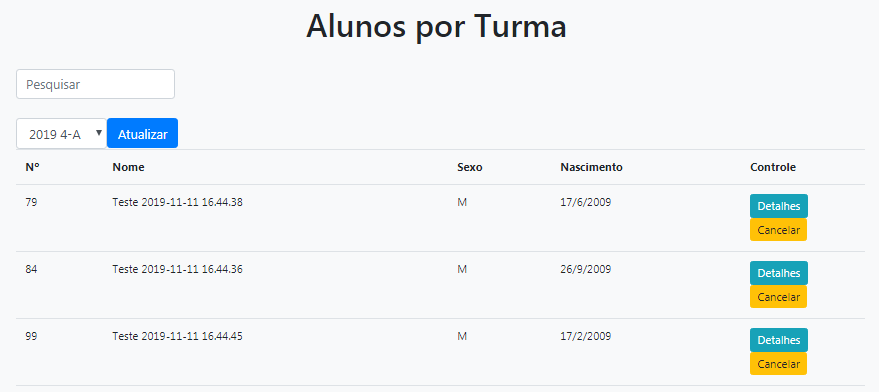 Alunos por Turma
Pesquisar
2019 4-A Atualizar
Nº Nome Sexo Nascimento Controle
79 Teste 2019-11-11 16.44.38 M 17/6/2009 Detalhes
Cancelar
84 Teste 2019-11-11 16.44.36 M 26/9/2009 Detalhes
Cancelar
99 Teste 2019-11-11 16.44.45 M 17/2/2009 Detalhes
Cancelar